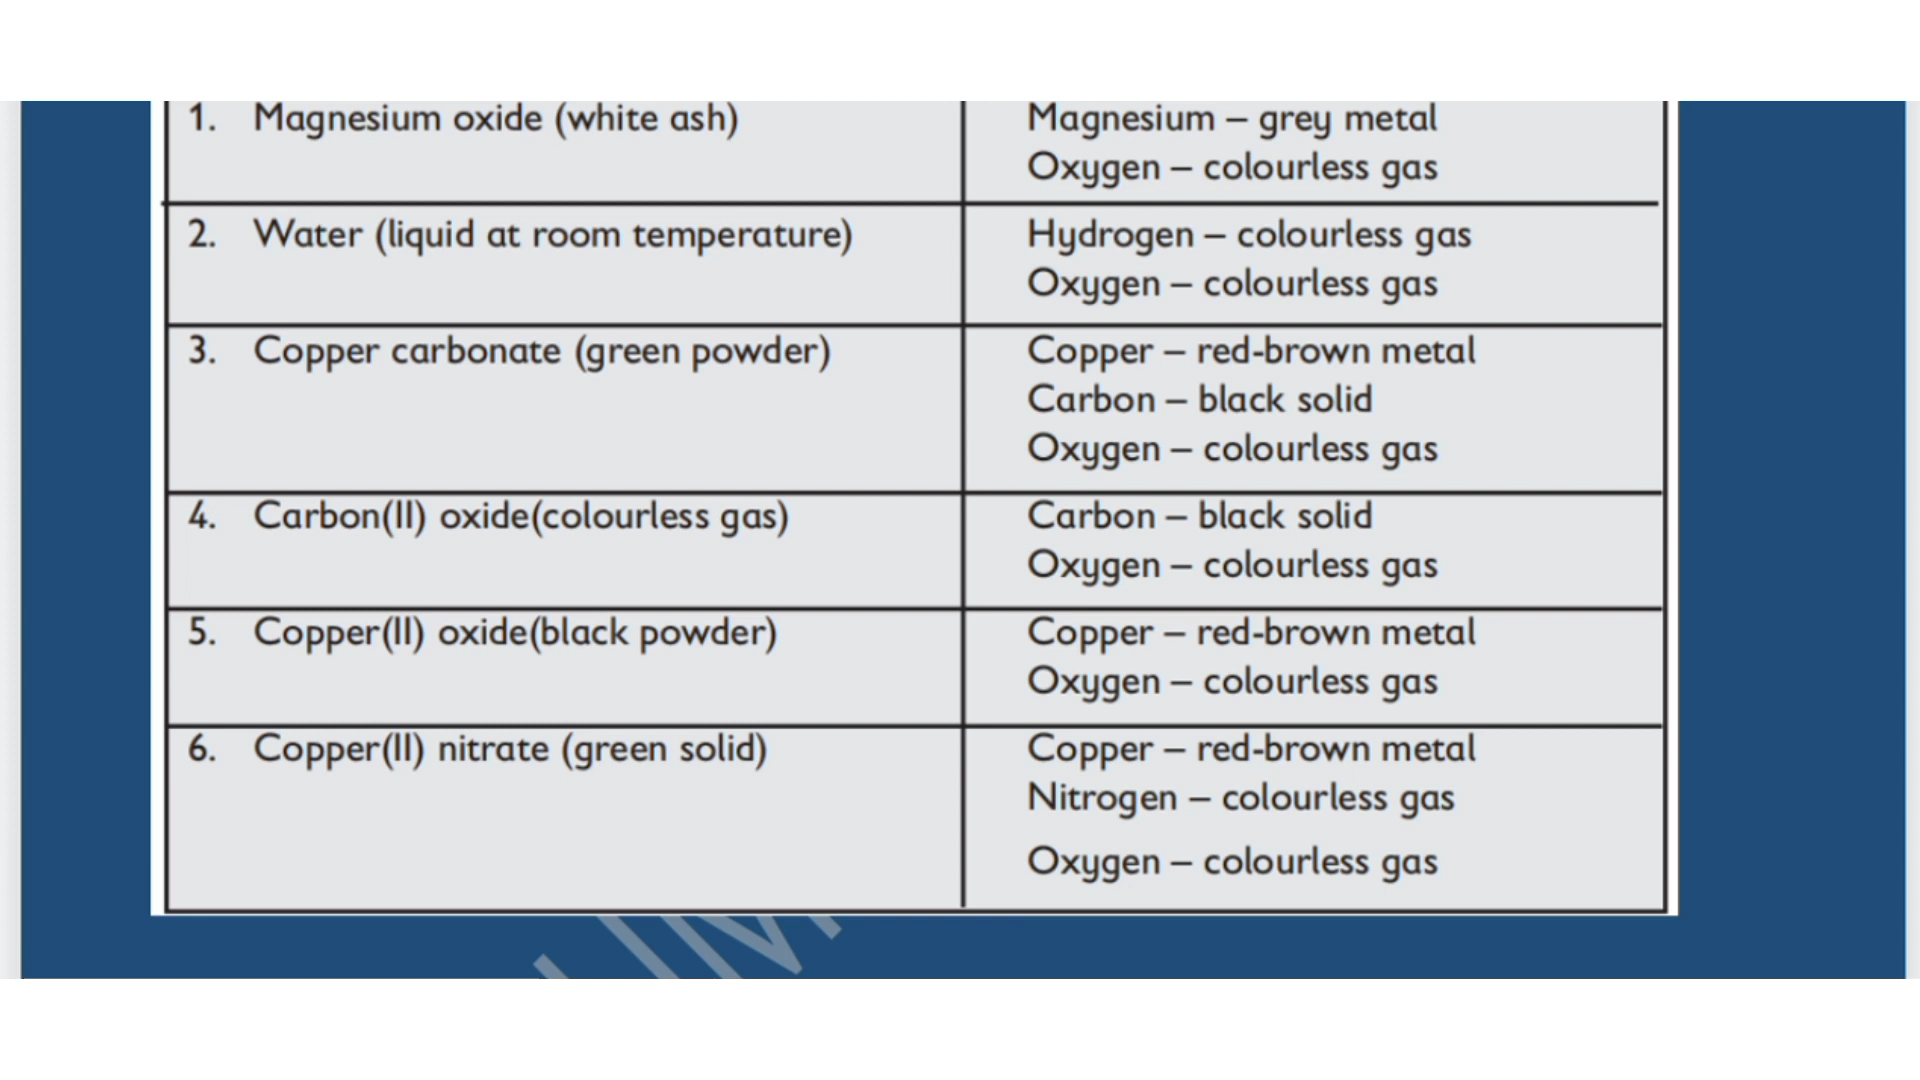 1. Magnesium oxide (white ash)
Magnesium – grey metal
Oxygen – colourless gas
2. Water (liquid at room temperature)
Hydrogen – colourless gas
Oxygen – colourless gas
3. Copper carbonate (green powder)
Copper – red-brown metal
Carbon – black solid
Oxygen – colourless gas
4. Carbon(II) oxide(colourless gas)
Carbon – black solid
Oxygen – colourless gas
5. Copper(II) oxide(black powder)
Copper – red-brown metal
Oxygen – colourless gas
6. Copper(II) nitrate (green solid)
Copper – red-brown metal
Nitrogen – colourless gas
Oxygen – colourless gas